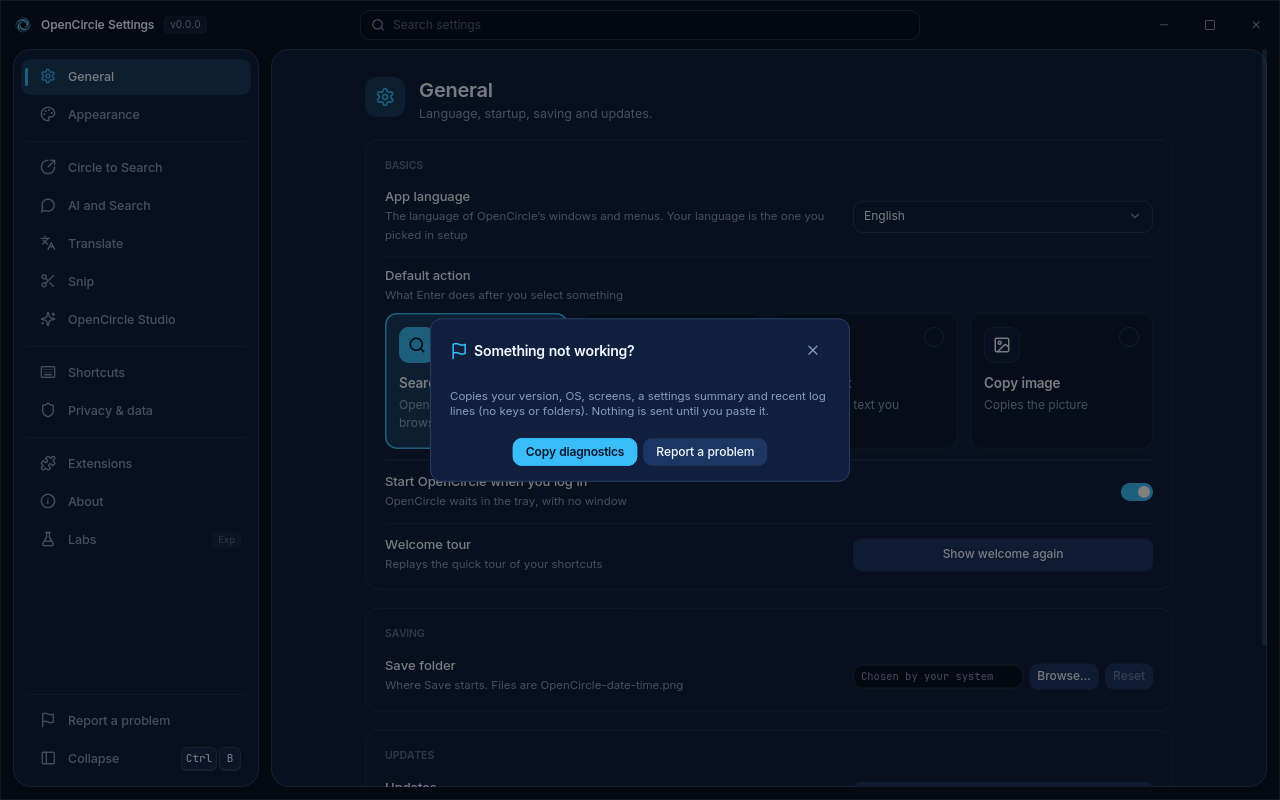 OpenCircle Settings v0.0.0
Search settings
General
Appearance
Circle to Search
AI and Search
Translate
Snip
OpenCircle Studio
Shortcuts
Privacy & data
Extensions
About
Labs Exp
Report a problem
Collapse Ctrl B
General
Language, startup, saving and updates.
BASICS
App language
The language of OpenCircle's windows and menus. Your language is the one you
picked in setup
English
Default action
What Enter does after you select something
Copy image
text you
Copies the picture
Something not working?
Copies your version, OS, screens, a settings summary and recent log
lines (no keys or folders). Nothing is sent until you paste it.
Copy diagnostics
Report a problem
Start OpenCircle when you log in
OpenCircle waits in the tray, with no window
Welcome tour
Replays the quick tour of your shortcuts
Show welcome again
SAVING
Save folder
Where Save starts. Files are OpenCircle-date-time.png
Chosen by your system
Browse...
Reset
UPDATES
Updates